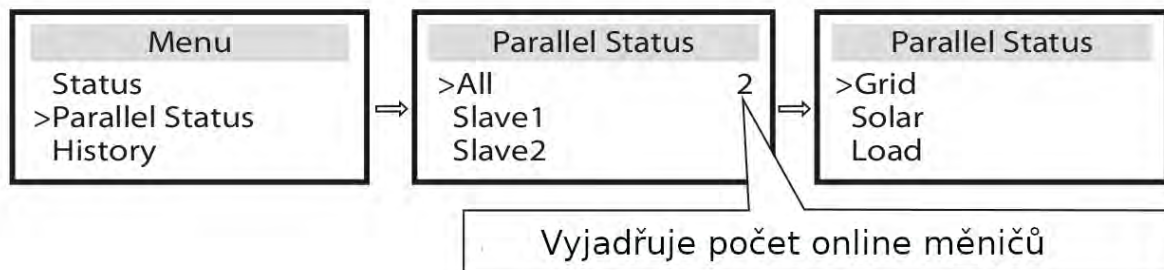 Menu
Status
>Parallel Status
History
⇒
Parallel Status
>All 2
Slave1
Slave2
⇒
Parallel Status
>Grid
Solar
Load
Vyjadřuje počet online měničů